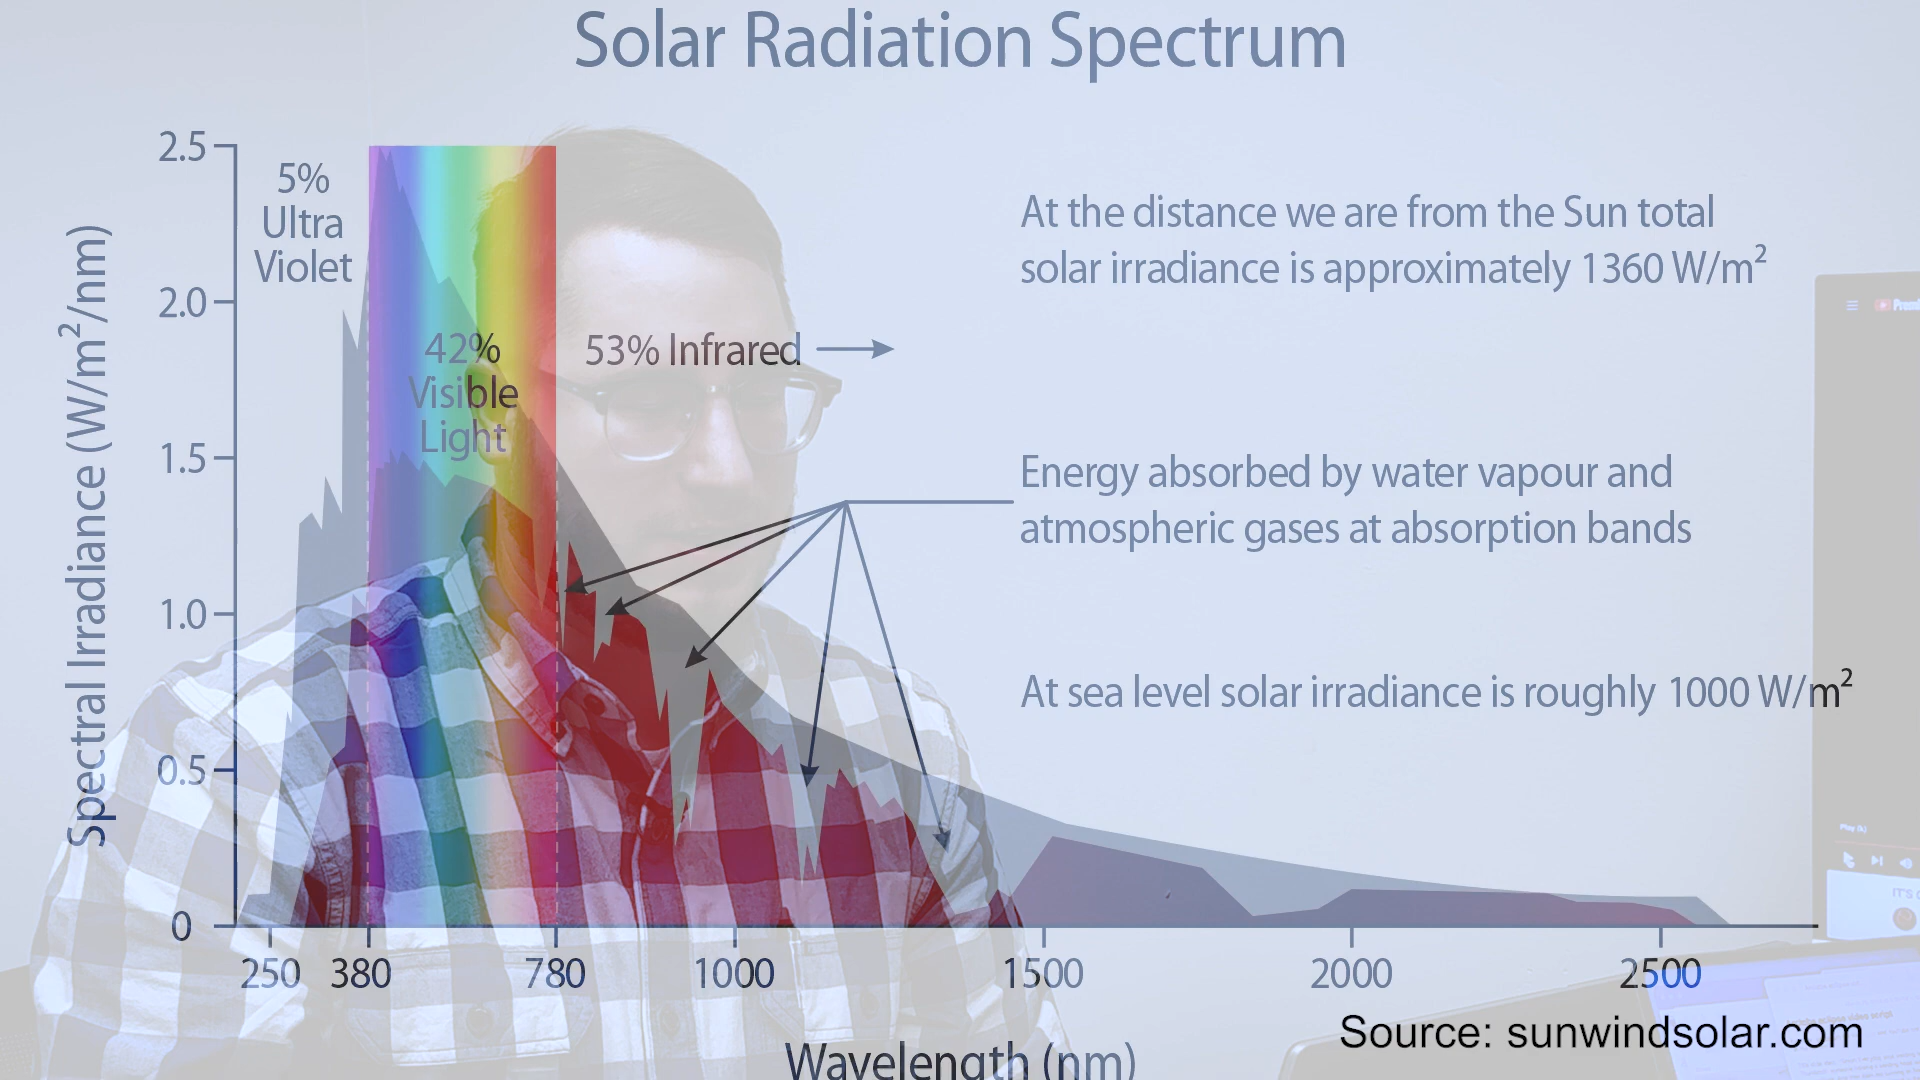 Solar Radiation Spectrum
2.5
5%
Ultra
Violet
2.0
42%
Visible
Light
53% Infrared
1.5
1.0
0.5
0
Spectral Irradiance (W/m²/nm)
At the distance we are from the Sun total
solar irradiance is approximately 1360 W/m²
Energy absorbed by water vapour and
atmospheric gases at absorption bands
At sea level solar irradiance is roughly 1000 W/m²
250 380 780 1000 1500 2000 2500
Wavelength (nm)
Source: sunwindsolar.com
Play (k)